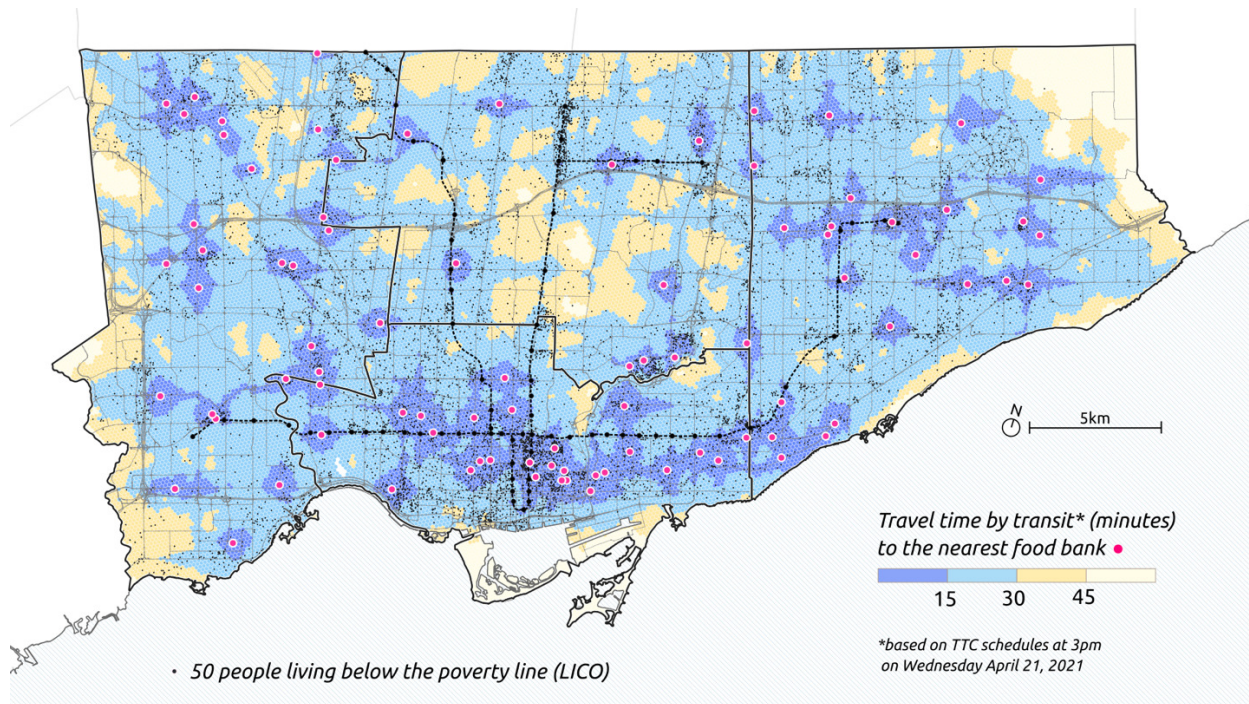 N
5km
Travel time by transit* (minutes)
to the nearest food bank
15 30 45
*based on TTC schedules at 3pm
on Wednesday April 21, 2021
50 people living below the poverty line (LICO)